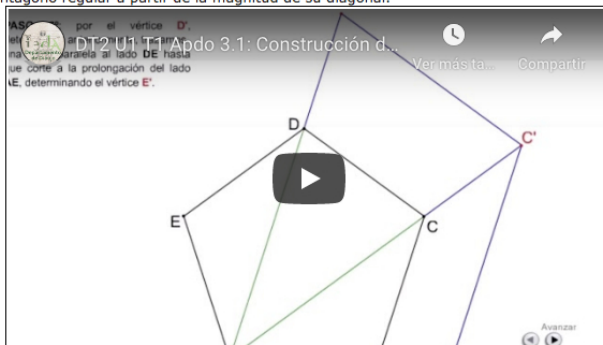 ntágono regular a partir de la magnitud de su diagonal.
por el vértice D',
DT2 U1 T1 Apdo 3.1: Construcción d...
paralela al lado DE hasta
que corte a la prolongación del lado
AE, determinando el vértice E'.
Ver más ta...
Compartir
D
C'
E
C
Avanzar